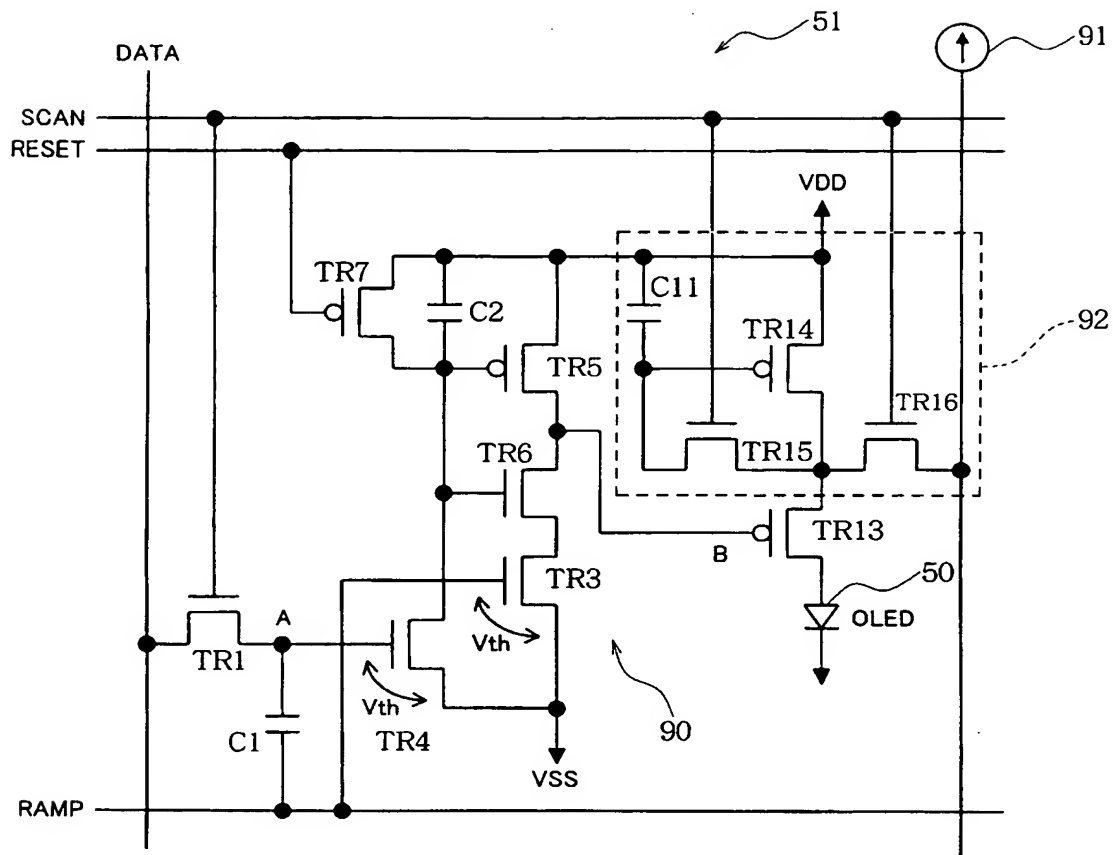 51
91
DATA
SCAN
RESET
VDD
TR7
C2
C11
TR14
92
TR5
TR16
TR6
TR15
B
TR13
TR3
50
A
Vth
OLED
TR1
Vth
C1
TR4
90
VSS
RAMP